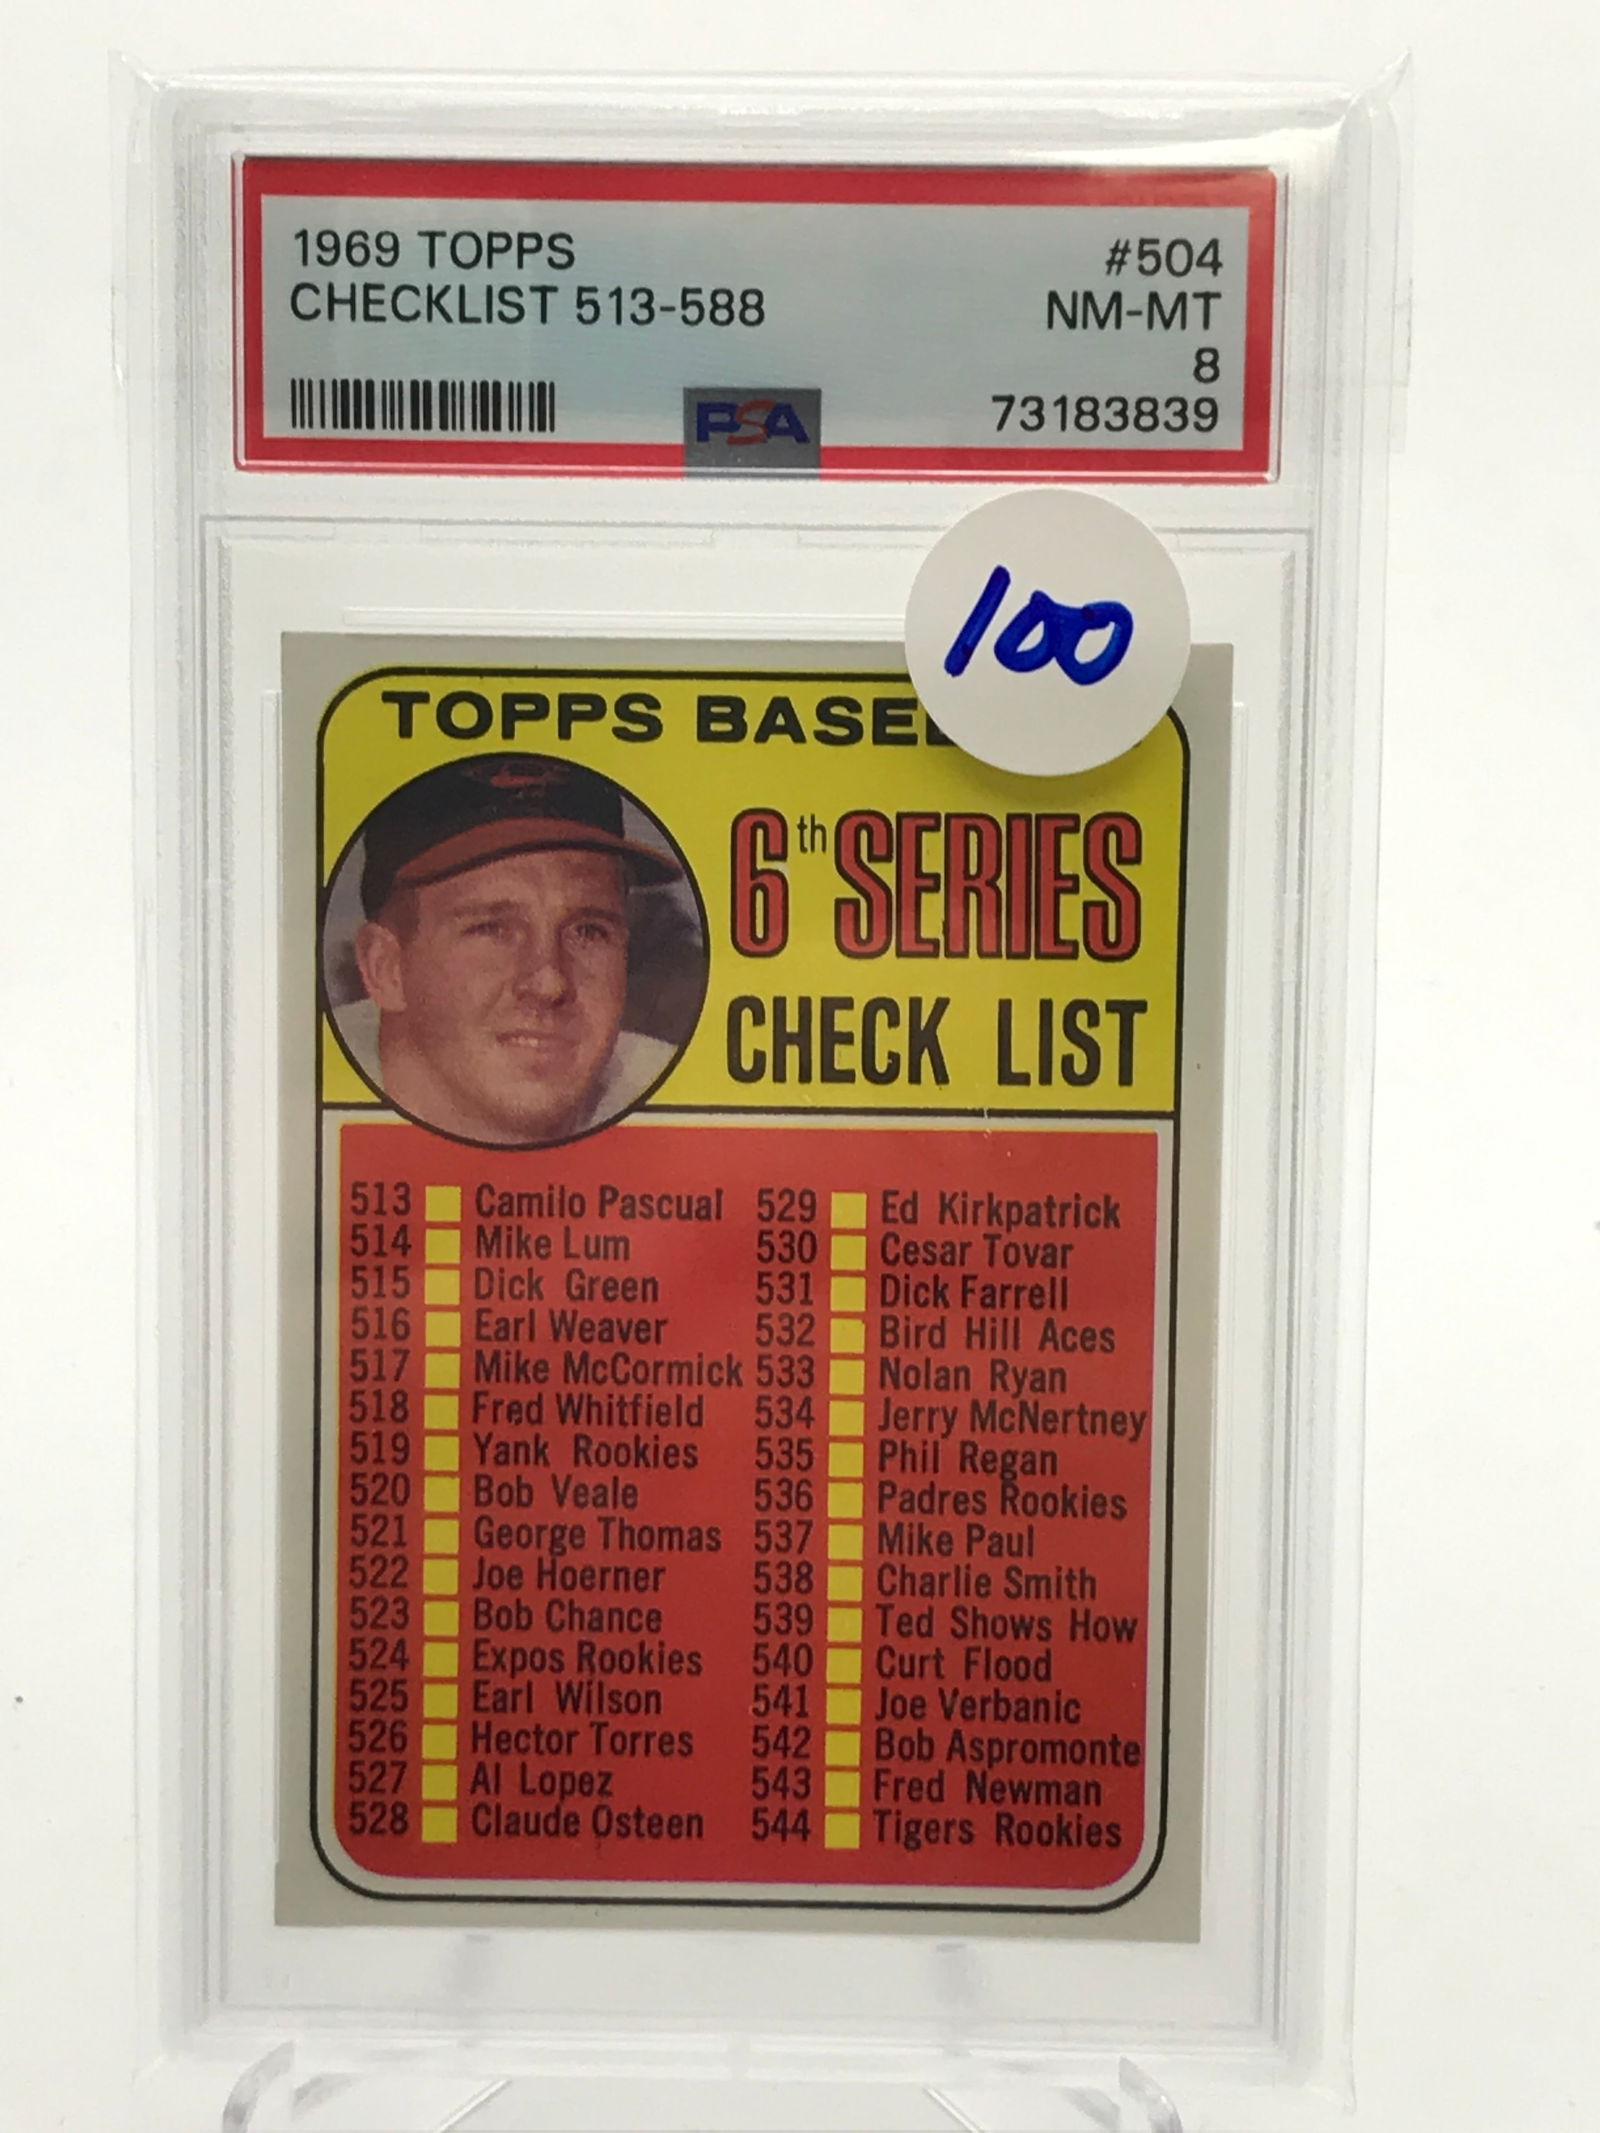 1969 TOPPS #504
CHECKLIST 513-588 NM-MT
8
PSA 73183839
100
TOPPS
6th SERIES
CHECK LIST
513 Camilo Pascual 529 Ed Kirkpatrick
514 Mike Lum 530 Cesar Tovar
515 Dick Green 531 Dick Farrell
516 Earl Weaver 532 Bird Hill Aces
517 Mike McCormick 533 Nolan Ryan
518 Fred Whitfield 534 Jerry McNertney
519 Yank Rookies 535 Phil Regan
520 Bob Veale 536 Padres Rookies
521 George Thomas 537 Mike Paul
522 Joe Hoerner 538 Charlie Smith
523 Bob Chance 539 Ted Shows How
524 Expos Rookies 540 Curt Flood
525 Earl Wilson 541 Joe Verbanic
526 Hector Torres 542 Bob Aspromonte
527 Al Lopez 543 Fred Newman
528 Claude Osteen 544 Tigers Rookies